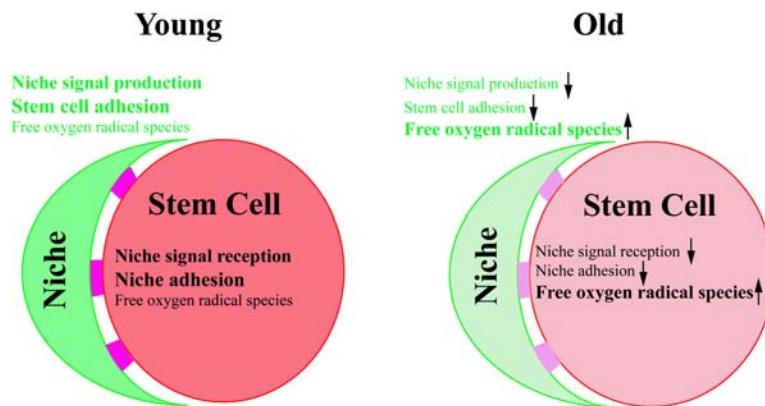 Young
Niche signal production
Stem cell adhesion
Free oxygen radical species
Niche
Stem Cell
Niche signal reception
Niche adhesion
Free oxygen radical species
Old
Niche signal production
Stem cell adhesion
Free oxygen radical species
Niche
Stem Cell
Niche signal reception
Niche adhesion
Free oxygen radical species